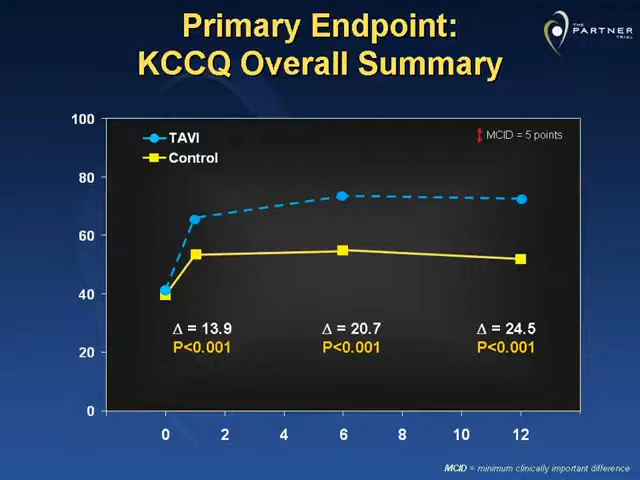 Primary Endpoint:
KCCQ Overall Summary
THE
PARTNER
TRIAL
100
80
60
40
20
0
TAVI
Control
MCID = 5 points
Δ = 13.9
P<0.001
Δ = 20.7
P<0.001
Δ = 24.5
P<0.001
0 2 4 6 8 10 12
MCID = minimum clinically important difference